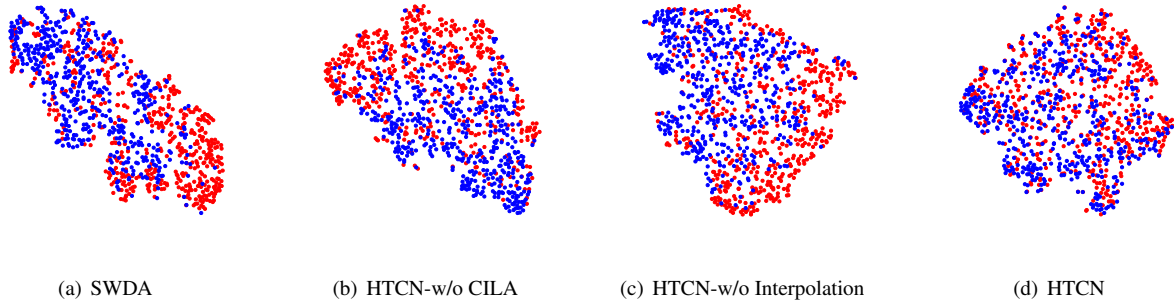 (a) SWDA
(b) HTCN-w/o CILA
(c) HTCN-w/o Interpolation
(d) HTCN